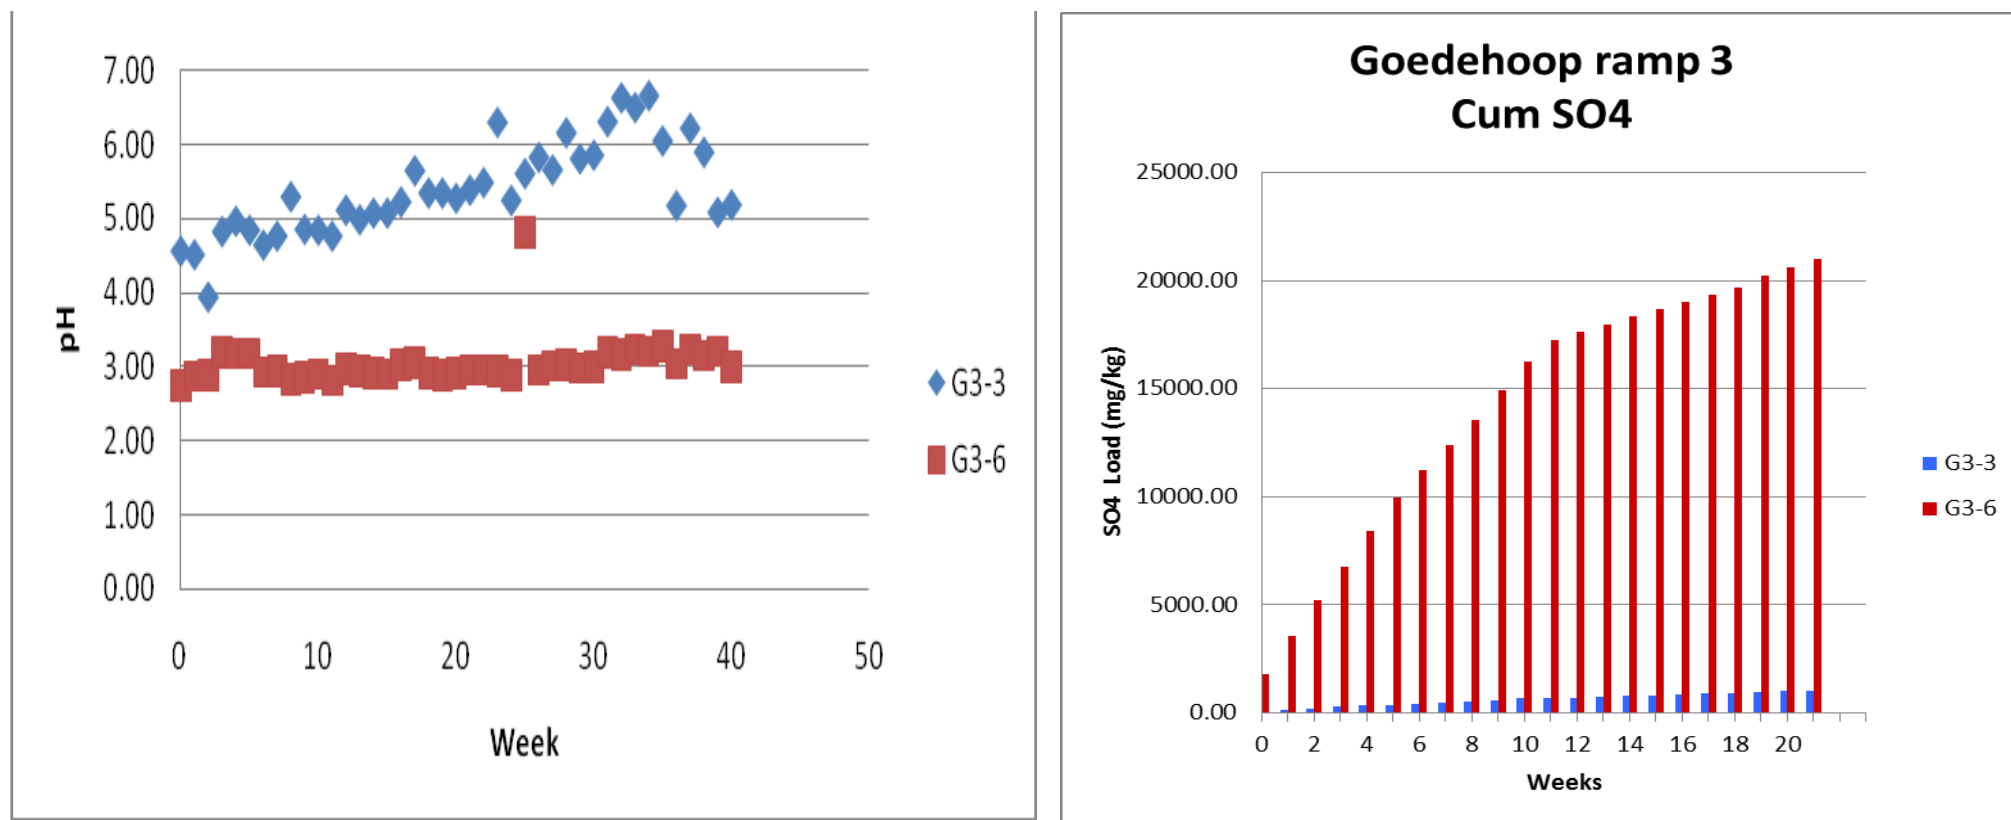 7.00
6.00
5.00
4.00
3.00
2.00
1.00
0.00
pH
0 10 20 30 40 50
Week
G3-3
G3-6
Goedehoop ramp 3
Cum SO4
25000.00
20000.00
15000.00
10000.00
5000.00
0.00
SO4 Load (mg/kg)
0 2 4 6 8 10 12 14 16 18 20
Weeks
G3-3
G3-6